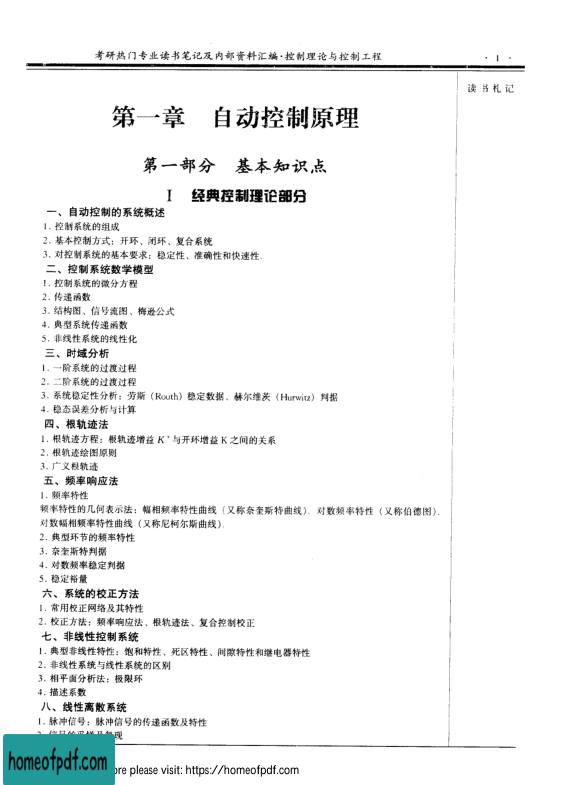 考研热门专业读书笔记及内部资料汇编·控制理论与控制工程 · 1 ·
读书札记
第一章 自动控制原理
第一部分 基本知识点
Ⅰ 经典控制理论部分
一、自动控制的系统概述
1. 控制系统的组成
2. 基本控制方式：开环、闭环、复合系统
3. 对控制系统的基本要求：稳定性、准确性和快速性.
二、控制系统数学模型
1. 控制系统的微分方程
2. 传递函数
3. 结构图、信号流图、梅逊公式
4. 典型系统传递函数
5. 非线性系统的线性化
三、时域分析
1. 一阶系统的过渡过程
2. 二阶系统的过渡过程
3. 系统稳定性分析：劳斯（Routh）稳定数据、赫尔维茨（Hurwitz）判据
4. 稳态误差分析与计算
四、根轨迹法
1. 根轨迹方程：根轨迹增益 K* 与开环增益 K 之间的关系
2. 根轨迹绘图原则
3. 广义根轨迹
五、频率响应法
1. 频率特性
频率特性的几何表示法：幅相频率特性曲线（又称奈奎斯特曲线）. 对数频率特性（又称伯德图）.
对数幅相频率特性曲线（又称尼柯尔斯曲线）.
2. 典型环节的频率特性
3. 奈奎斯特判据
4. 对数频率稳定判据
5. 稳定裕量
六、系统的校正方法
1. 常用校正网络及其特性
2. 校正方法：频率响应法、根轨迹法、复合控制校正
七、非线性控制系统
1. 典型非线性特性：饱和特性、死区特性、间隙特性和继电器特性
2. 非线性系统与线性系统的区别
3. 相平面分析法：极限环
4. 描述系数
八、线性离散系统
1. 脉冲信号：脉冲信号的传递函数及特性
现
homeofpdf.com
please visit: https://homeofpdf.com